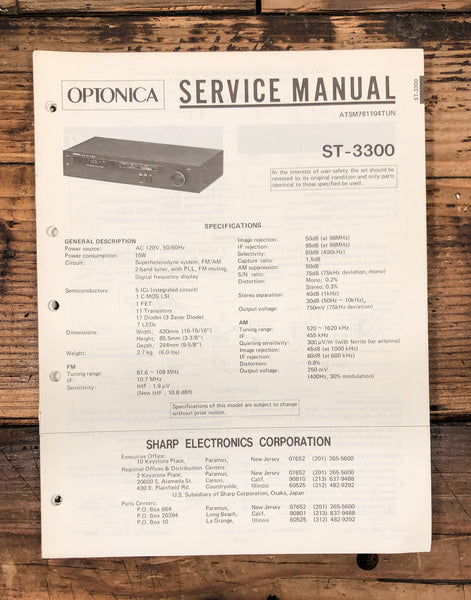 OPTONICA
SERVICE MANUAL
ATSM781104TUN
ST-3300
ST-3300
In the interests of user-safety the set should be
restored to its original condition and only parts
identical to those specified be used.
SPECIFICATIONS
GENERAL DESCRIPTION
Power source: AC 120V, 50/60Hz
Power consumption: 15W
Circuit: Superheterodyne system, FM/AM
2-band tuner, with PLL, FM-muting,
Digital frequency display
Semiconductors: 5 ICs (integrated circuit)
1 C-MOS LSI
1 FET
11 Transistors
17 Diodes (3 Zener Diode)
7 LEDs
Dimensions: Width; 430mm (16-15/16")
Height; 85.5mm (3-3/8")
Depth; 244mm (9-5/8")
Weight: 2.7 kg (6.0 lbs)
FM
Tuning range: 87.6 ~ 108 MHz
IF: 10.7 MHz
Sensitivity: IHF : 1.9 μV
(New IHF : 10.8 dBf)
Image rejection: 50dB (at 98MHz)
IF rejection: 85dB (at 98MHz)
Selectivity: 60dB (400kHz)
Capture ratio: 1.5dB
AM suppression: 50dB
S/N ratio: 75dB (75kHz deviation, mono)
Distortion: Mono; 0.2%
Stereo; 0.3%
Stereo separation: 40dB (1kHz)
30dB (50Hz ~ 10kHz)
Output voltage: 750mV (75kHz deviation)
AM
Tuning range: 520 ~ 1620 kHz
IF: 455 kHz
Quieting sensitivity: 300μV/m (with ferrite bar antenna)
Image rejection: 45dB (at 1000 kHz)
IF rejection: 60dB (at 600 kHz)
Distortion: 0.8%
Output voltage: 250 mV
(400Hz, 30% modulation)
Specifications of this model are subject to change
without prior notice.
SHARP ELECTRONICS CORPORATION
Executive Office:
10 Keystone Place, Paramus, New Jersey 07652 (201) 265-5600
Regional Offices & Distribution Centers:
2 Keystone Place, Paramus, New Jersey 07652 (201) 265-5600
20600 S. Alameda St. Carson, Calif. 90810 (213) 637-9488
430 E. Plainfield Rd. Countryside, Illinois 60525 (312) 482-9292
U.S. Subsidiary of Sharp Corporation, Osaka, Japan
Parts Centers:
P.O. Box 664 Paramus, New Jersey 07652 (201) 265-5600
P.O. Box 20394 Long Beach, Calif. 90801 (213) 637-9488
P.O. Box 10 La Grange, Illinois 60525 (312) 482-9292